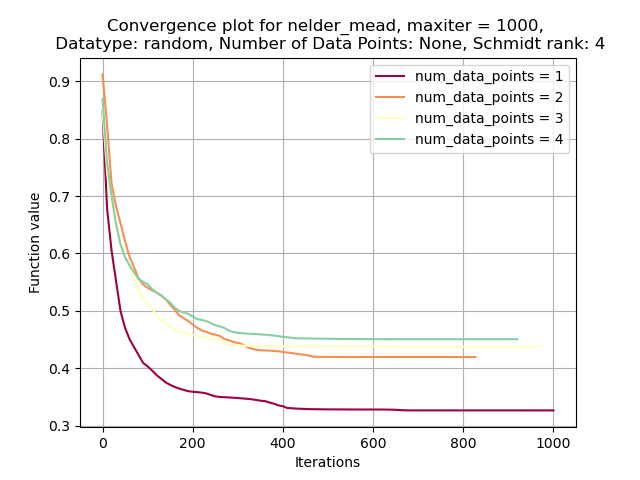 Convergence plot for nelder_mead, maxiter = 1000,
Datatype: random, Number of Data Points: None, Schmidt rank: 4
num_data_points = 1
num_data_points = 2
num_data_points = 3
num_data_points = 4
Function value
0.9
0.8
0.7
0.6
0.5
0.4
0.3
0 200 400 600 800 1000
Iterations